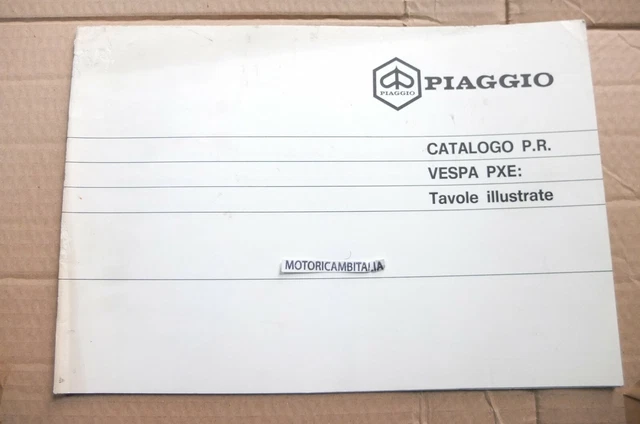 PIAGGIO
PIAGGIO
CATALOGO P.R.
VESPA PXE:
Tavole illustrate
MOTORICAMBITALIA